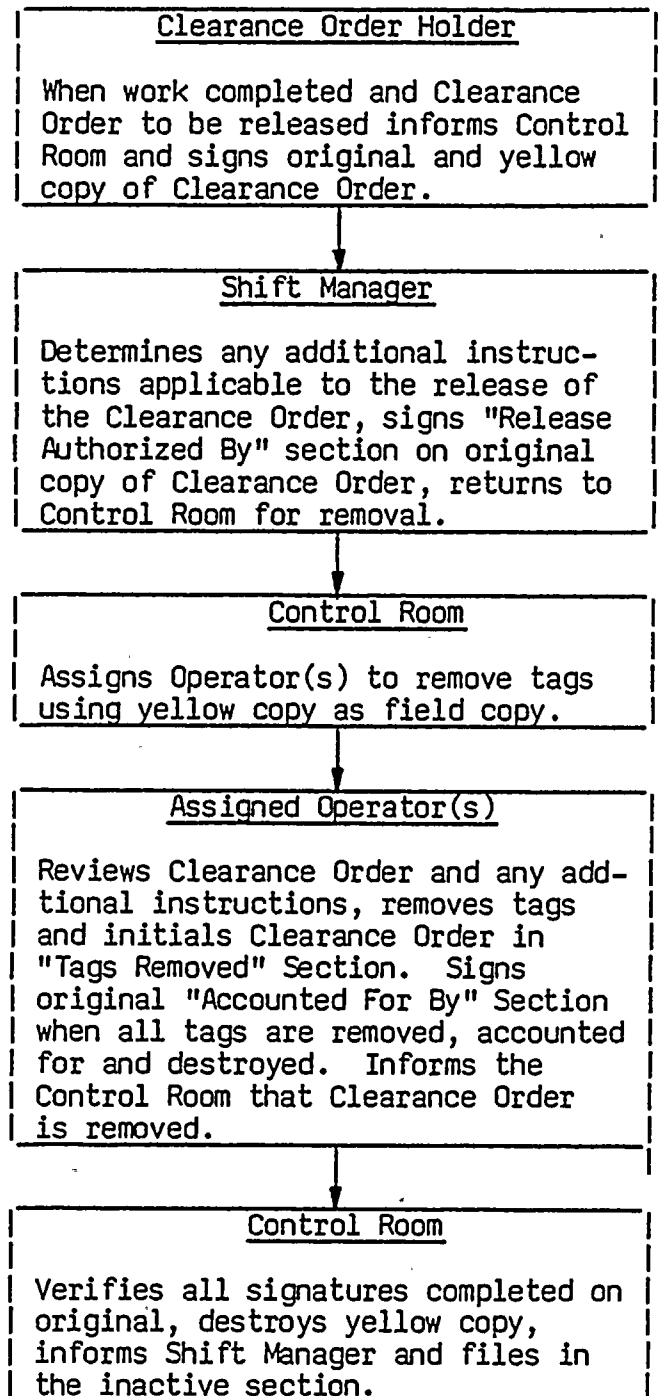 Clearance Order Holder
When work completed and Clearance
Order to be released informs Control
Room and signs original and yellow
copy of Clearance Order.
Shift Manager
Determines any additional instruc-
tions applicable to the release of
the Clearance Order, signs "Release
Authorized By" section on original
copy of Clearance Order, returns to
Control Room for removal.
Control Room
Assigns Operator(s) to remove tags
using yellow copy as field copy.
Assigned Operator(s)
Reviews Clearance Order and any add-
tional instructions, removes tags
and initials Clearance Order in
"Tags Removed" Section. Signs
original "Accounted For By" Section
when all tags are removed, accounted
for and destroyed. Informs the
Control Room that Clearance Order
is removed.
Control Room
Verifies all signatures completed on
original, destroys yellow copy,
informs Shift Manager and files in
the inactive section.